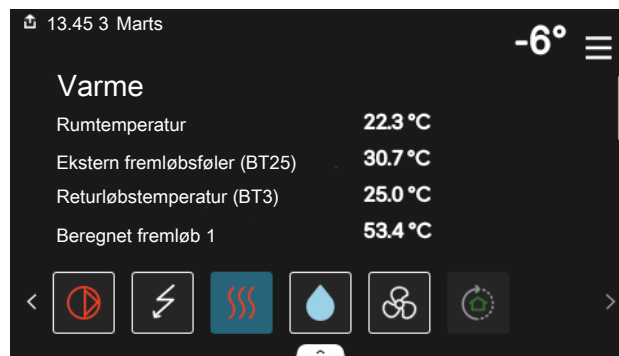 13.45 3 Marts
-6°
Varme
Rumtemperatur 22.3 °C
Ekstern fremløbsføler (BT25) 30.7 °C
Returløbstemperatur (BT3) 25.0 °C
Beregnet fremløb 1 53.4 °C